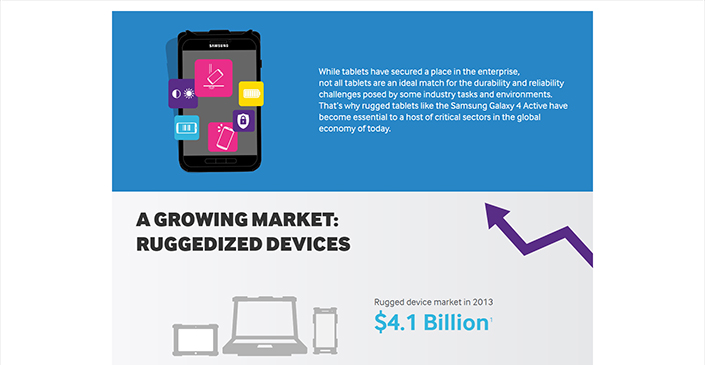 SAMSUNG
While tablets have secured a place in the enterprise,
not all tablets are an ideal match for the durability and reliability
challenges posed by some industry tasks and environments.
That's why rugged tablets like the Samsung Galaxy 4 Active have
become essential to a host of critical sectors in the global
economy of today.
A GROWING MARKET:
RUGGEDIZED DEVICES
Rugged device market in 2013
$4.1 Billion¹